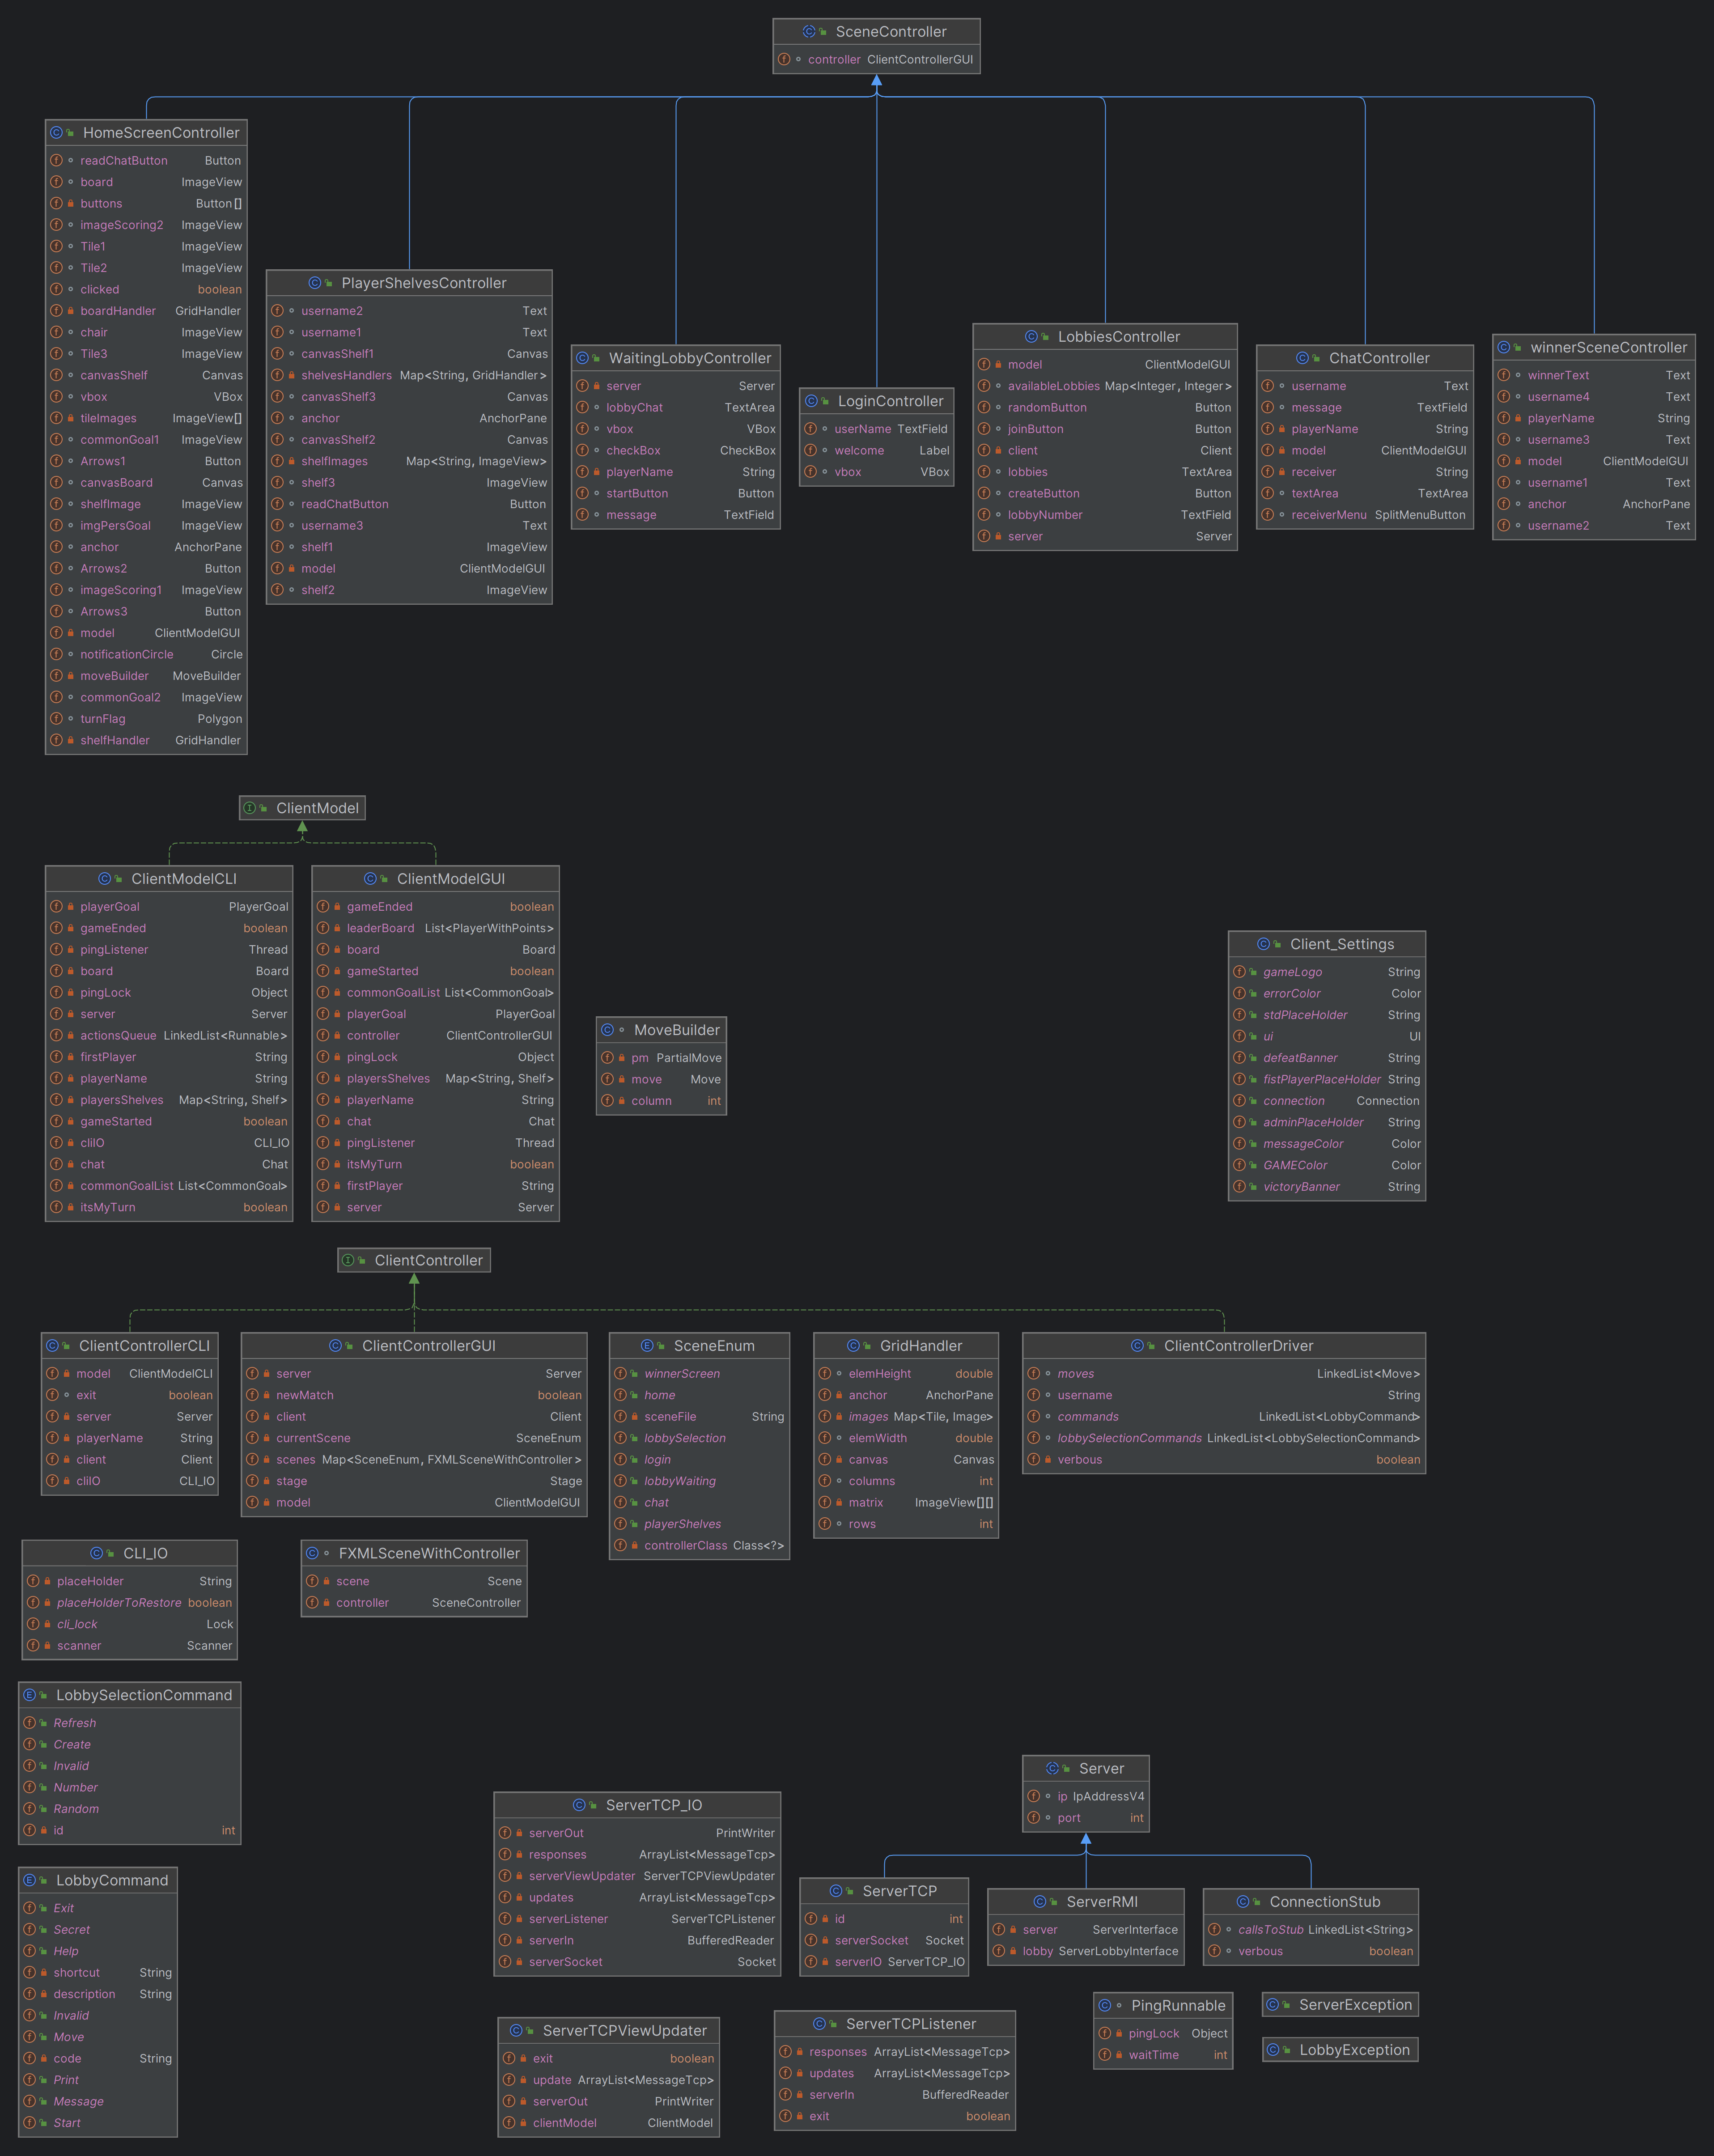 SceneController
controller ClientControllerGUI
HomeScreenController
readChatButton Button
board ImageView
buttons Button[]
imageScoring2 ImageView
Tile1 ImageView
Tile2 ImageView
clicked boolean
boardHandler GridHandler
chair ImageView
Tile3 ImageView
canvasShelf Canvas
vbox VBox
tileImages ImageView[]
commonGoal1 ImageView
Arrows1 Button
canvasBoard Canvas
shelfImage ImageView
imgPersGoal ImageView
anchor AnchorPane
Arrows2 Button
imageScoring1 ImageView
Arrows3 Button
model ClientModelGUI
notificationCircle Circle
moveBuilder MoveBuilder
commonGoal2 ImageView
turnFlag Polygon
shelfHandler GridHandler
PlayerShelvesController
username2 Text
username1 Text
canvasShelf1 Canvas
shelvesHandlers Map<String, GridHandler>
canvasShelf3 Canvas
anchor AnchorPane
canvasShelf2 Canvas
shelfImages Map<String, ImageView>
shelf3 ImageView
readChatButton Button
username3 Text
shelf1 ImageView
model ClientModelGUI
shelf2 ImageView
WaitingLobbyController
server Server
lobbyChat TextArea
vbox VBox
checkBox CheckBox
playerName String
startButton Button
message TextField
LoginController
userName TextField
welcome Label
vbox VBox
LobbiesController
model ClientModelGUI
availableLobbies Map<Integer, Integer>
randomButton Button
joinButton Button
client Client
lobbies TextArea
createButton Button
lobbyNumber TextField
server Server
ChatController
username Text
message TextField
playerName String
model ClientModelGUI
receiver String
textArea TextArea
receiverMenu SplitMenuButton
winnerSceneController
winnerText Text
username4 Text
playerName String
username3 Text
model ClientModelGUI
username1 Text
anchor AnchorPane
username2 Text
ClientModel
ClientModelCLI
playerGoal PlayerGoal
gameEnded boolean
pingListener Thread
board Board
pingLock Object
server Server
actionsQueue LinkedList<Runnable>
firstPlayer String
playerName String
playersShelves Map<String, Shelf>
gameStarted boolean
cliIO CLI_IO
chat Chat
commonGoalList List<CommonGoal>
itsMyTurn boolean
ClientModelGUI
gameEnded boolean
leaderBoard List<PlayerWithPoints>
board Board
gameStarted boolean
commonGoalList List<CommonGoal>
playerGoal PlayerGoal
controller ClientControllerGUI
pingLock Object
playersShelves Map<String, Shelf>
playerName String
chat Chat
pingListener Thread
itsMyTurn boolean
firstPlayer String
server Server
MoveBuilder
pm PartialMove
move Move
column int
Client_Settings
gameLogo String
errorColor Color
stdPlaceHolder String
ui UI
defeatBanner String
fistPlayerPlaceHolder String
connection Connection
adminPlaceHolder String
messageColor Color
GAMEColor Color
victoryBanner String
ClientController
ClientControllerCLI
model ClientModelCLI
exit boolean
server Server
playerName String
client Client
cliIO CLI_IO
ClientControllerGUI
server Server
newMatch boolean
client Client
currentScene SceneEnum
scenes Map<SceneEnum, FXMLSceneWithController>
stage Stage
model ClientModelGUI
SceneEnum
winnerScreen
home
sceneFile String
lobbySelection
login
lobbyWaiting
chat
playerShelves
controllerClass Class<?>
GridHandler
elemHeight double
anchor AnchorPane
images Map<Tile, Image>
elemWidth double
canvas Canvas
columns int
matrix ImageView[][]
rows int
ClientControllerDriver
moves LinkedList<Move>
username String
commands LinkedList<LobbyCommand>
lobbySelectionCommands LinkedList<LobbySelectionCommand>
verbous boolean
CLI_IO
placeHolder String
placeHolderToRestore boolean
cli_lock Lock
scanner Scanner
FXMLSceneWithController
scene Scene
controller SceneController
LobbySelectionCommand
Refresh
Create
Invalid
Number
Random
id int
LobbyCommand
Exit
Secret
Help
shortcut String
description String
Invalid
Move
code String
Print
Message
Start
ServerTCP_IO
serverOut PrintWriter
responses ArrayList<MessageTcp>
serverViewUpdater ServerTCPViewUpdater
updates ArrayList<MessageTcp>
serverListener ServerTCPListener
serverIn BufferedReader
serverSocket Socket
Server
ip IpAddressV4
port int
ServerTCP
id int
serverSocket Socket
serverIO ServerTCP_IO
ServerRMI
server ServerInterface
lobby ServerLobbyInterface
ConnectionStub
callsToStub LinkedList<String>
verbous boolean
ServerTCPViewUpdater
exit boolean
update ArrayList<MessageTcp>
serverOut PrintWriter
clientModel ClientModel
ServerTCPListener
responses ArrayList<MessageTcp>
updates ArrayList<MessageTcp>
serverIn BufferedReader
exit boolean
PingRunnable
pingLock Object
waitTime int
ServerException
LobbyException